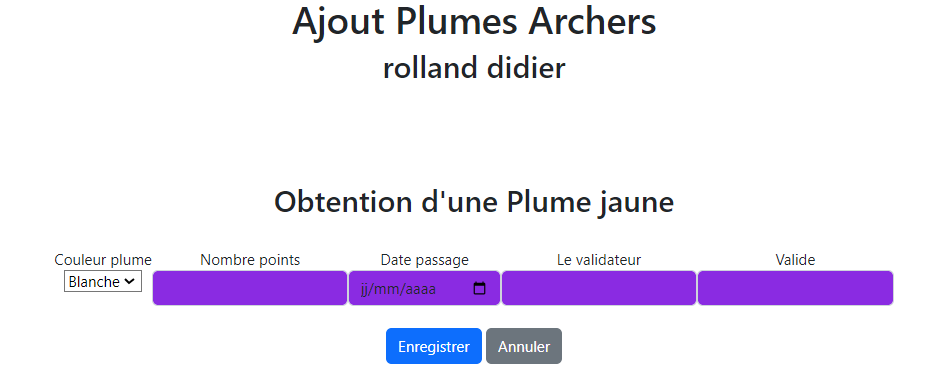 Ajout Plumes Archers
rolland didier
Obtention d'une Plume jaune
Couleur plume Nombre points Date passage Le validateur Valide
Blanche jj/mm/aaaa
Enregistrer Annuler